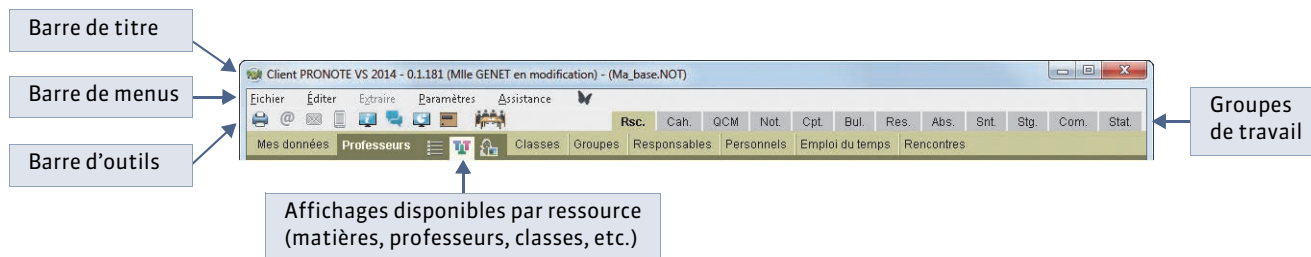 Barre de titre
Client PRONOTE VS 2014 - 0.1.181 (Mlle GENET en modification) - (Ma_base.NOT)
Barre de menus
Fichier Éditer Extraire Paramètres Assistance
Groupes
de travail
Rsc. Cah. QCM Not. Cpt. Bul. Res. Abs. Snt. Stg. Com. Stat.
Barre d'outils
Mes données Professeurs Classes Groupes Responsables Personnels Emploi du temps Rencontres
Affichages disponibles par ressource
(matières, professeurs, classes, etc.)